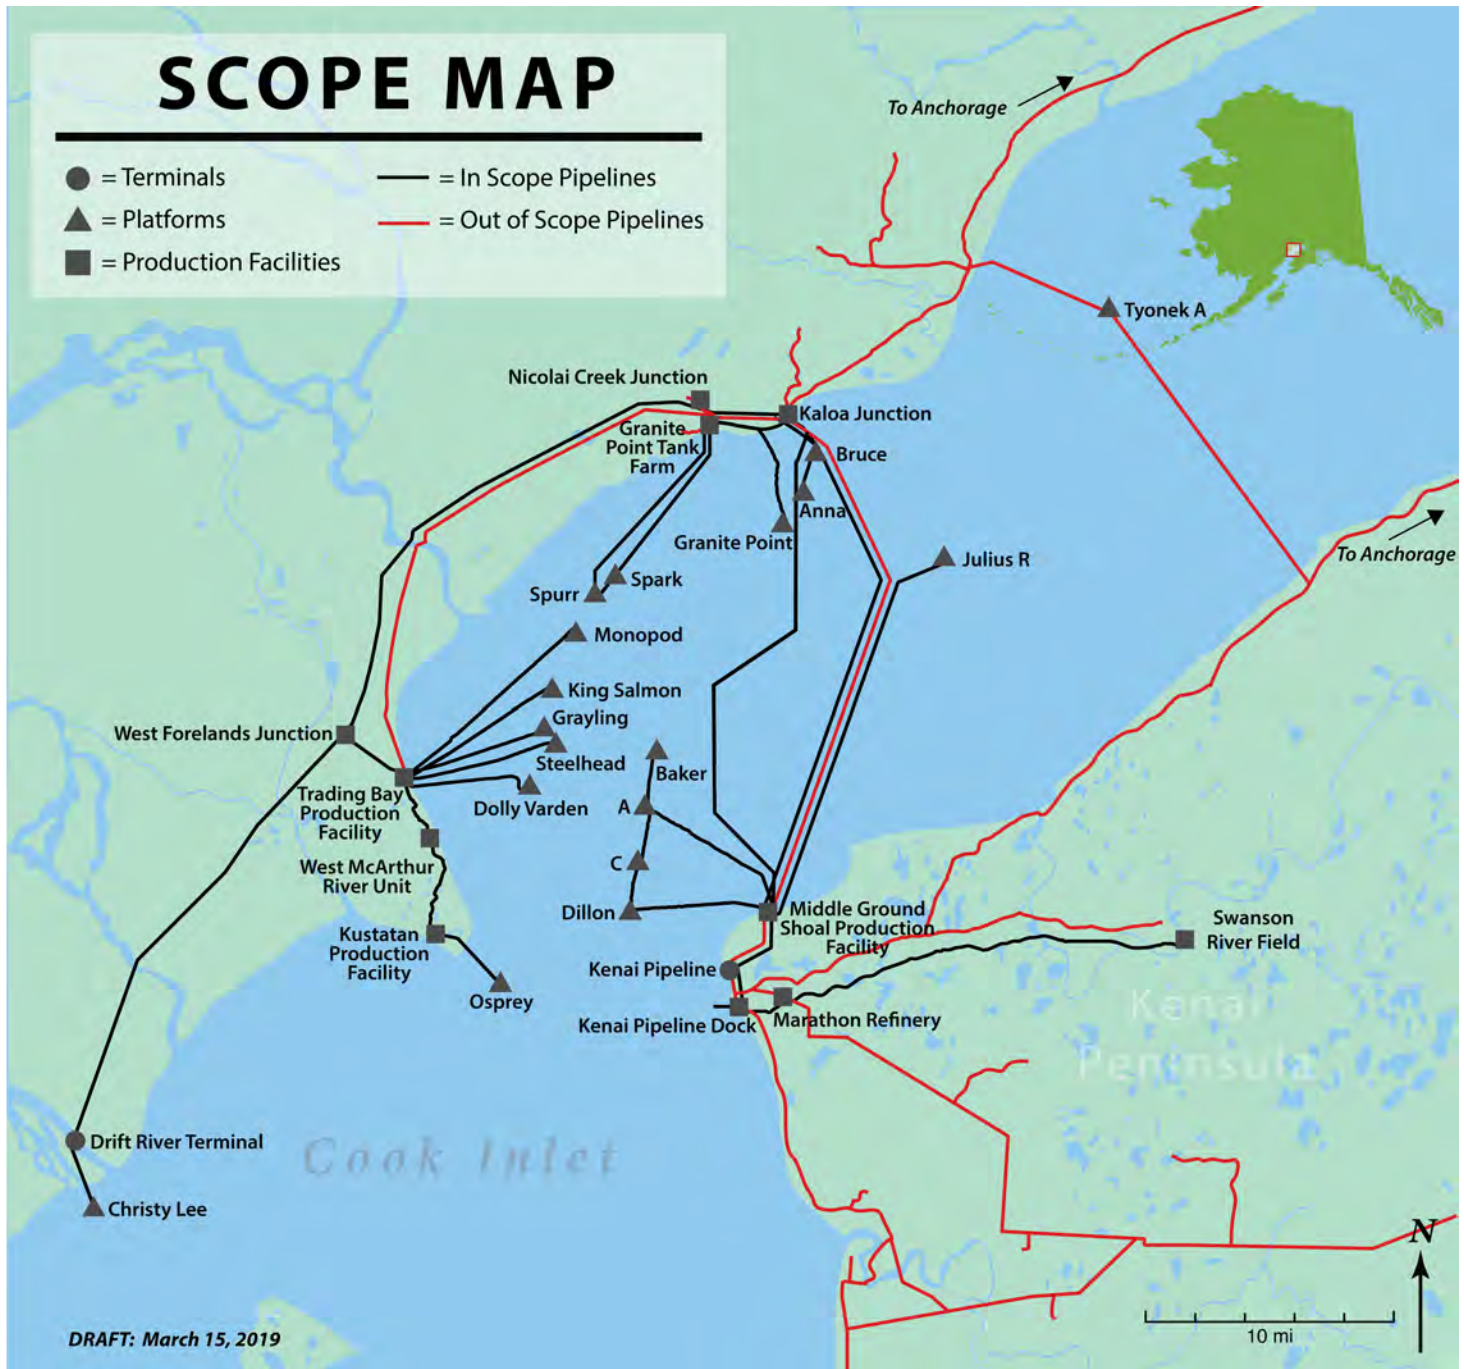 SCOPE MAP
= Terminals
= In Scope Pipelines
= Platforms
= Out of Scope Pipelines
= Production Facilities
To Anchorage
Tyonek A
Nicolai Creek Junction
Kaloa Junction
Granite
Point Tank
Farm
Bruce
Anna
Granite Point
To Anchorage
Julius R
Spark
Spurr
Monopod
King Salmon
Grayling
West Forelands Junction
Steelhead
Baker
Trading Bay
Production
Facility
Dolly Varden
A
C
West McArthur
River Unit
Dillon
Middle Ground
Shoal Production
Facility
Swanson
River Field
Kustatan
Production
Facility
Kenai Pipeline
Osprey
Kenai Pipeline Dock
Marathon Refinery
Kenai
Peninsula
Drift River Terminal
Cook Inlet
Christy Lee
N
10 mi
DRAFT: March 15, 2019